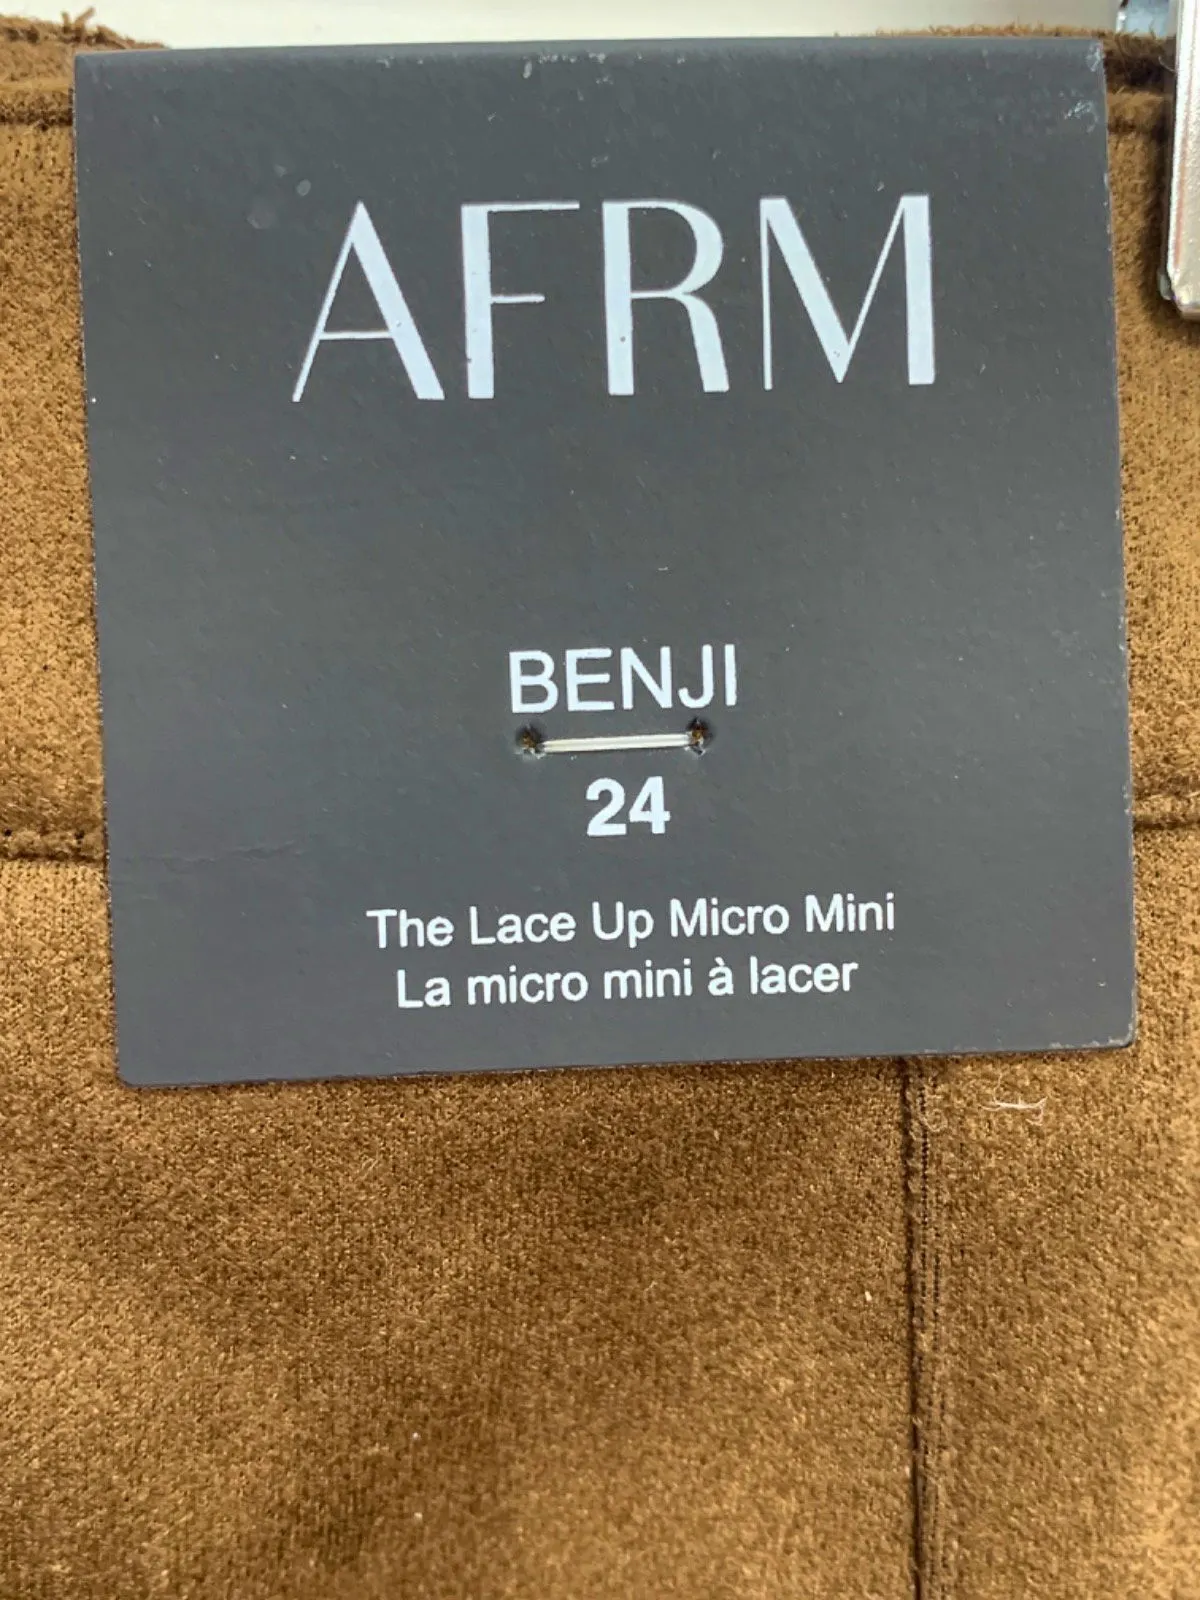 AFRM
BENJI
24
The Lace Up Micro Mini
La micro mini à lacer